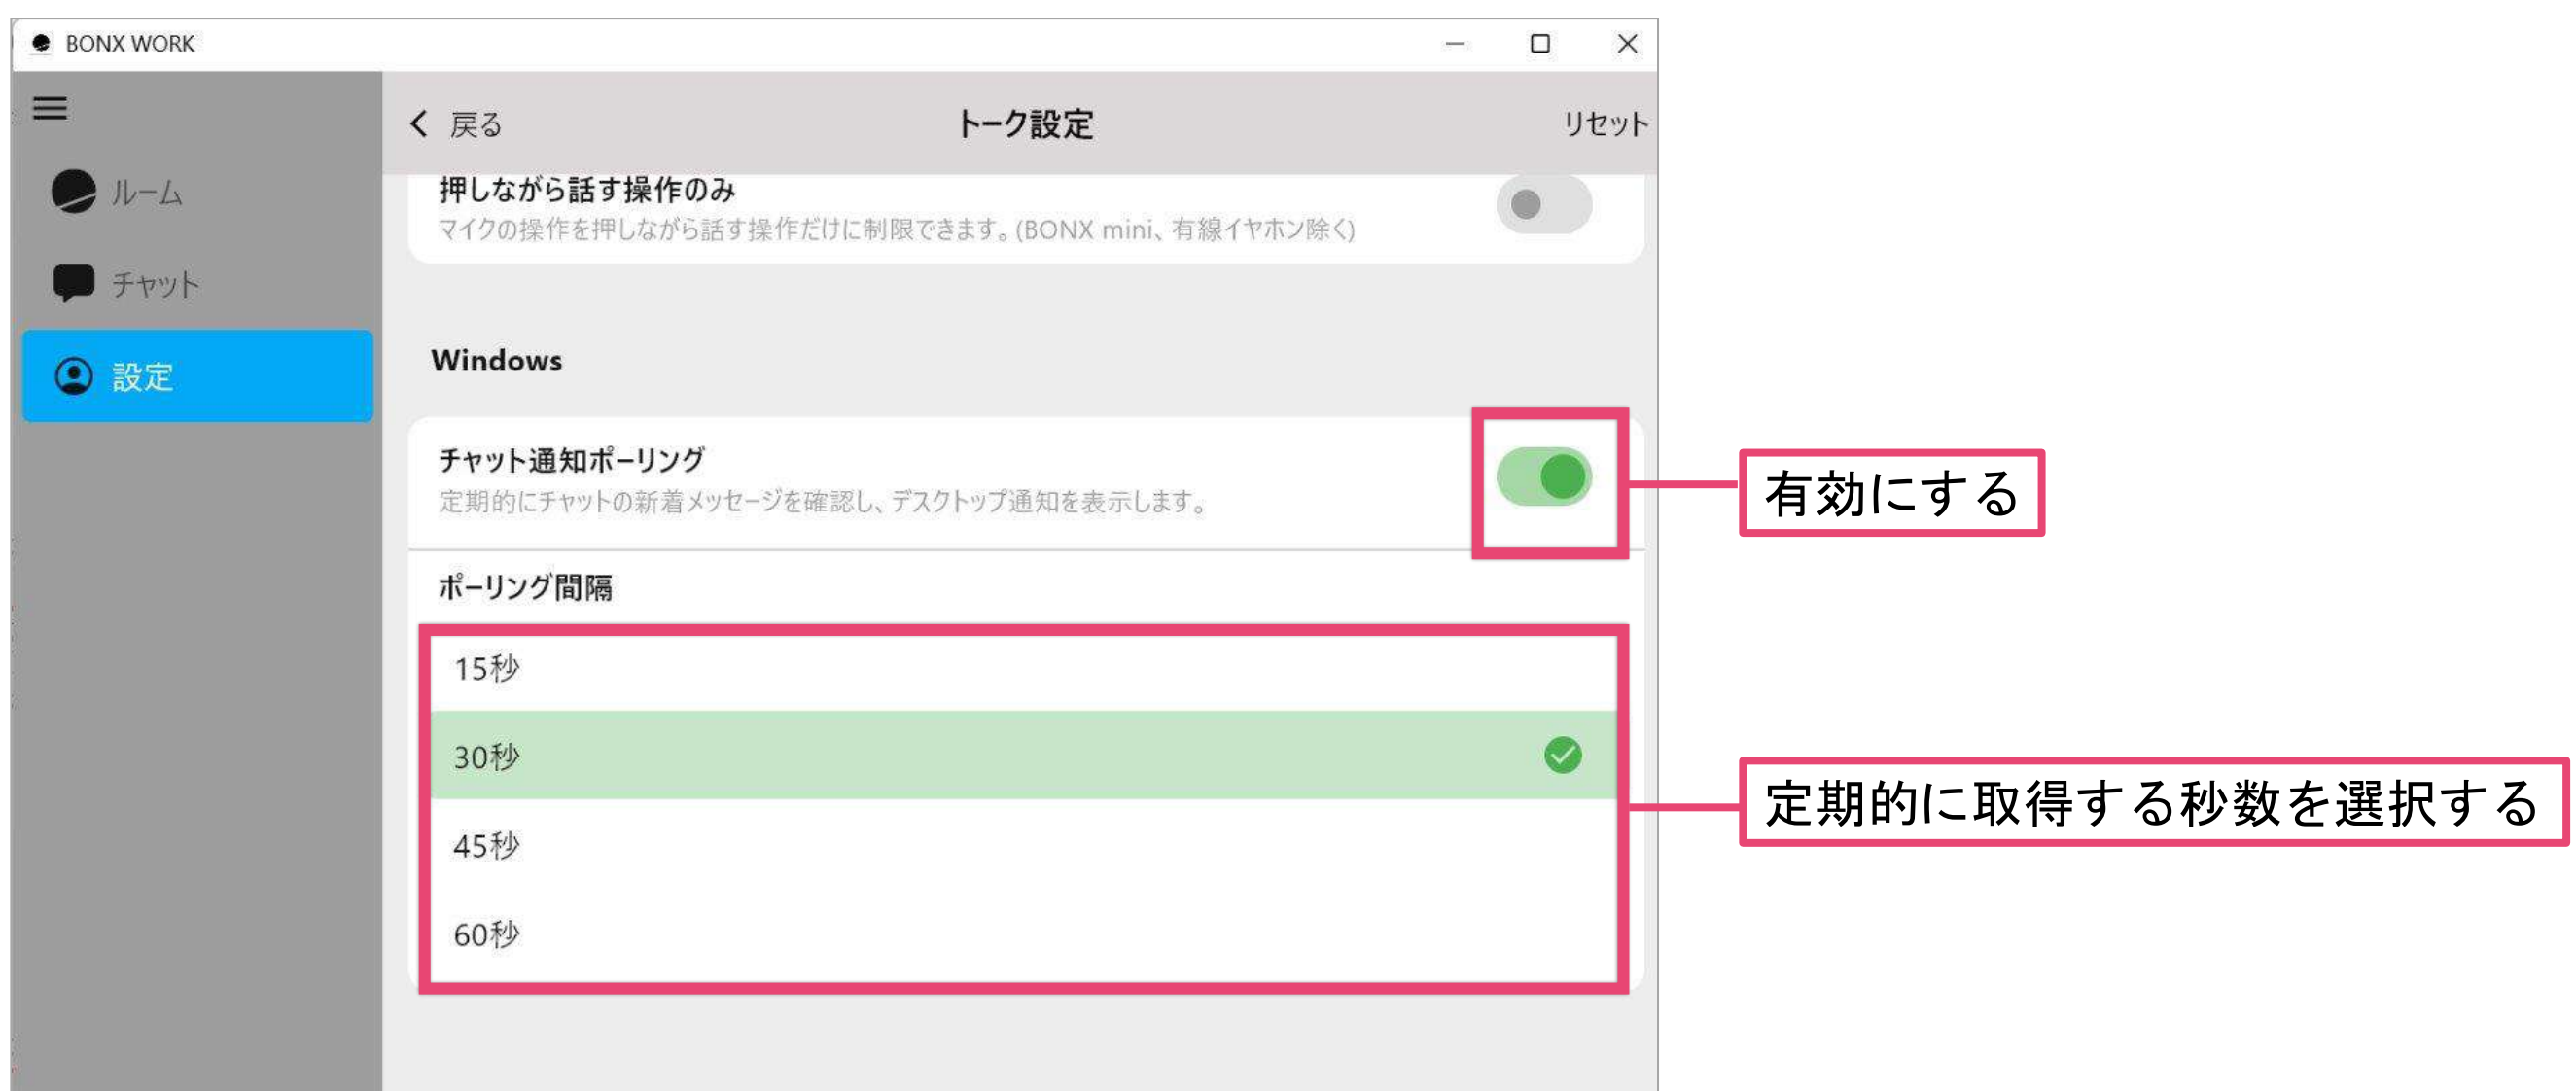 BONX WORK
戻る
トーク設定
リセット
ルーム
チャット
設定
押しながら話す操作のみ
マイクの操作を押しながら話す操作だけに制限できます。(BONX mini、有線イヤホン除く)
Windows
チャット通知ポーリング
定期的にチャットの新着メッセージを確認し、デスクトップ通知を表示します。
有効にする
ポーリング間隔
15秒
30秒
45秒
60秒
定期的に取得する秒数を選択する